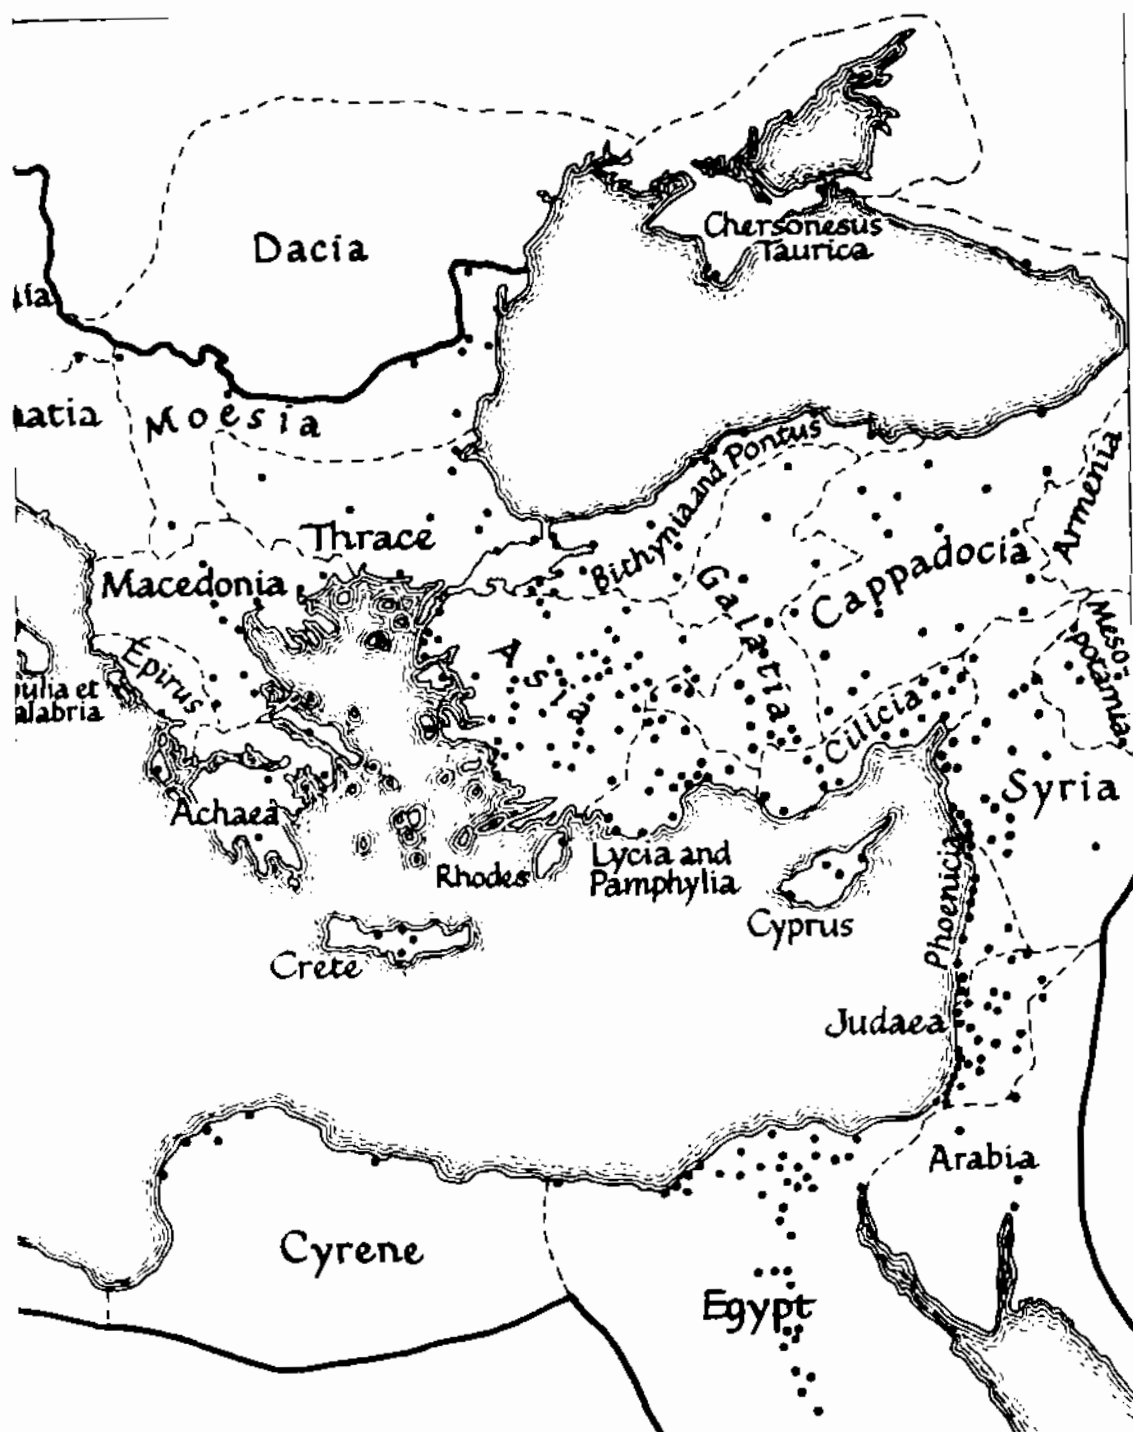 Dacia
Chersonesus
Taurica
Moesia
Bithynia and Pontus
Armenia
Thrace
Macedonia
Cappadocia
Galatia
Asia
Meso-
potamia
Epirus
Cilicia
Syria
Achaea
Rhodes
Lycia and
Pamphylia
Cyprus
Phoenicia
Crete
Judaea
Arabia
Cyrene
Egypt